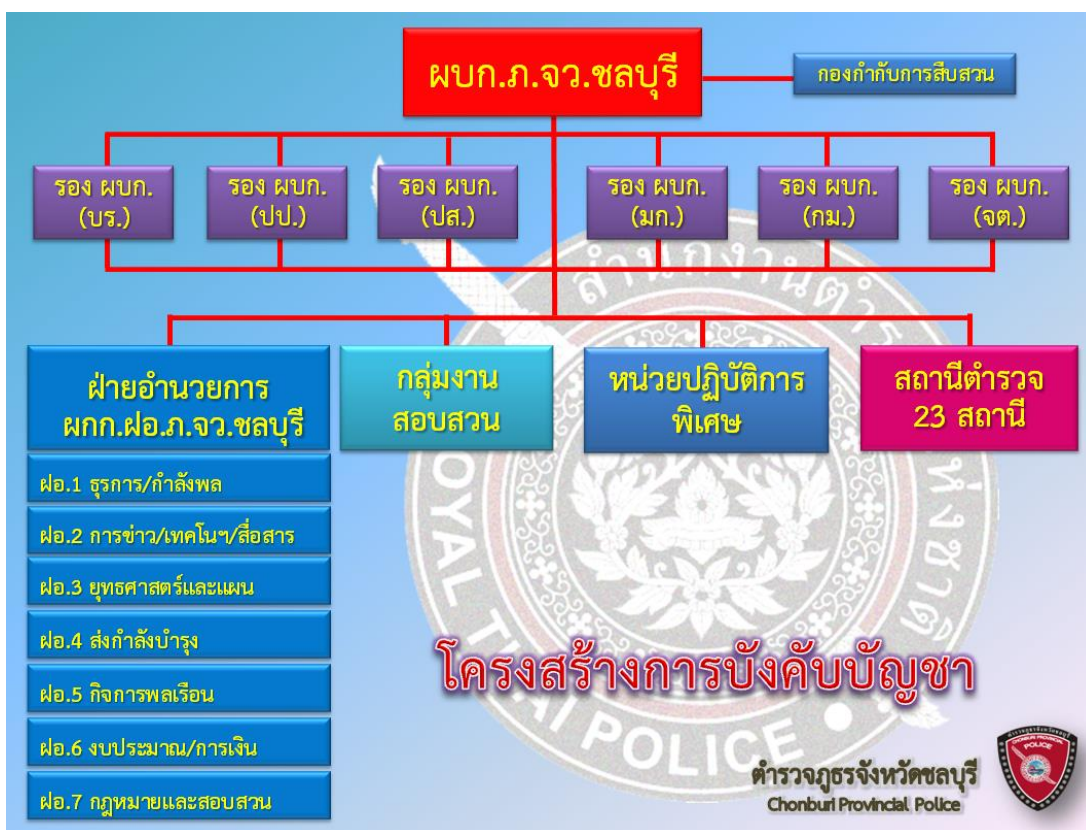 ผบก.ภ.จว.ชลบุรี
กองกำกับการสืบสวน
รอง ผบก.
(บร.)
รอง ผบก.
(ปป.)
รอง ผบก.
(ปส.)
รอง ผบก.
(มก.)
รอง ผบก.
(กม.)
รอง ผบก.
(จต.)
ฝ่ายอำนวยการ
ผกก.ฝอ.ภ.จว.ชลบุรี
กลุ่มงาน
สอบสวน
หน่วยปฏิบัติการ
พิเศษ
สถานีตำรวจ
23 สถานี
ฝอ.1 ธุรการ/กำลังพล
ฝอ.2 การข่าว/เทคโนฯ/สื่อสาร
ฝอ.3 ยุทธศาสตร์และแผน
ฝอ.4 ส่งกำลังบำรุง
ฝอ.5 กิจการพลเรือน
ฝอ.6 งบประมาณ/การเงิน
ฝอ.7 กฎหมายและสอบสวน
โครงสร้างการบังคับบัญชา
ROYAL THAI POLICE
ตำรวจภูธรจังหวัดชลบุรี
Chonburi Provincial Police
POLICE